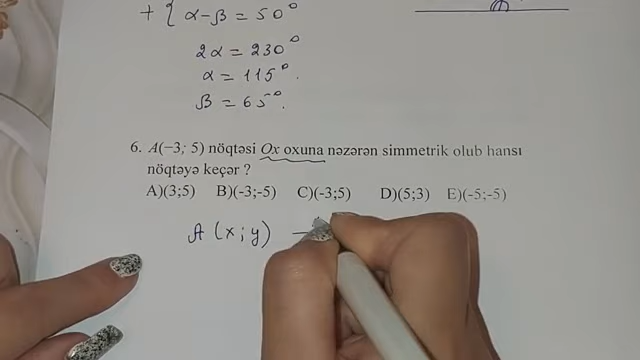 + { α-β = 50°
2α = 230°
α = 115°.
β = 65°.
6. A(−3; 5) nöqtəsi Ox oxuna nəzərən simmetrik olub hansı
nöqtəyə keçər ?
A)(3;5) B)(-3;-5) C)(-3;5) D)(5;3) E)(-5;-5)
A (x; y)